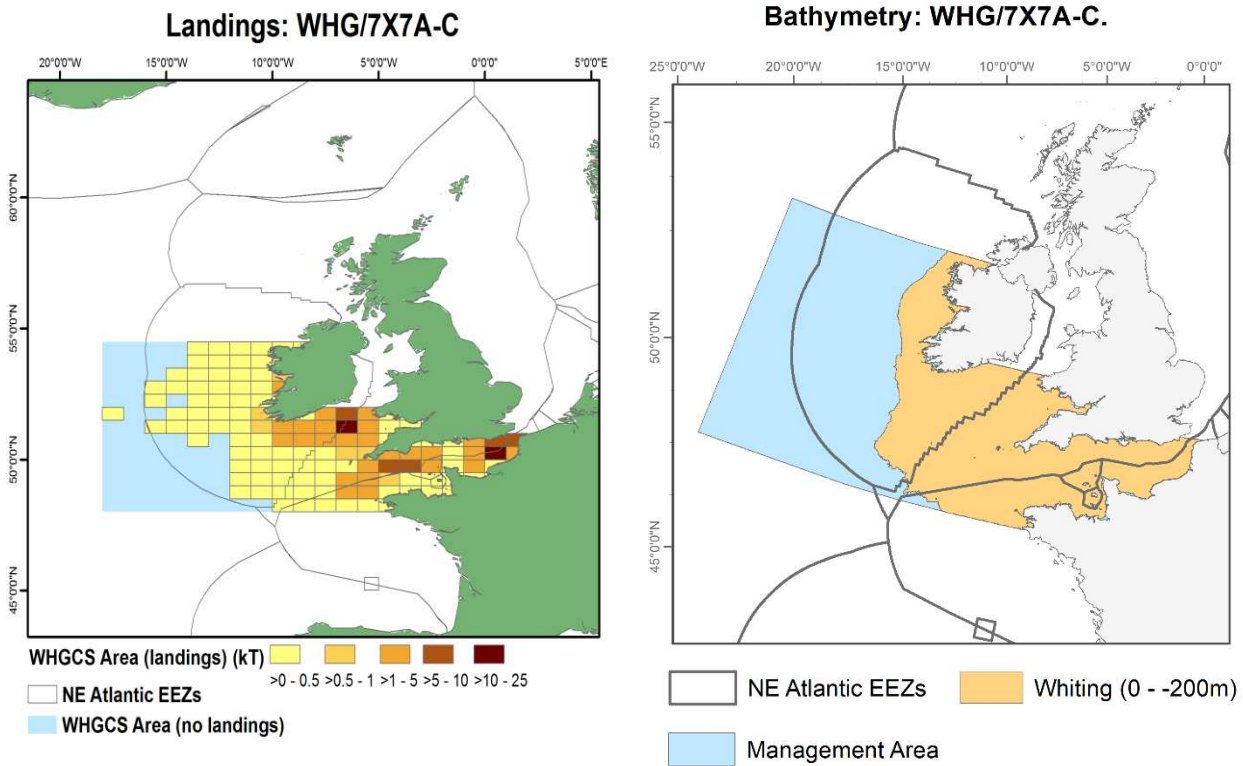 Landings: WHG/7X7A-C
20°0'0"W 15°0'0"W 10°0'0"W 5°0'0"W 0°0'0" 5°0'0"E
60°0'0"N
55°0'0"N
50°0'0"N
45°0'0"N
WHGCS Area (landings) (kT)
>0 - 0.5 >0.5 - 1 >1 - 5 >5 - 10 >10 - 25
NE Atlantic EEZs
WHGCS Area (no landings)
Bathymetry: WHG/7X7A-C.
25°0'0"W 20°0'0"W 15°0'0"W 10°0'0"W 5°0'0"W 0°0'0"
55°0'0"N
50°0'0"N
45°0'0"N
NE Atlantic EEZs Whiting (0 - -200m)
Management Area